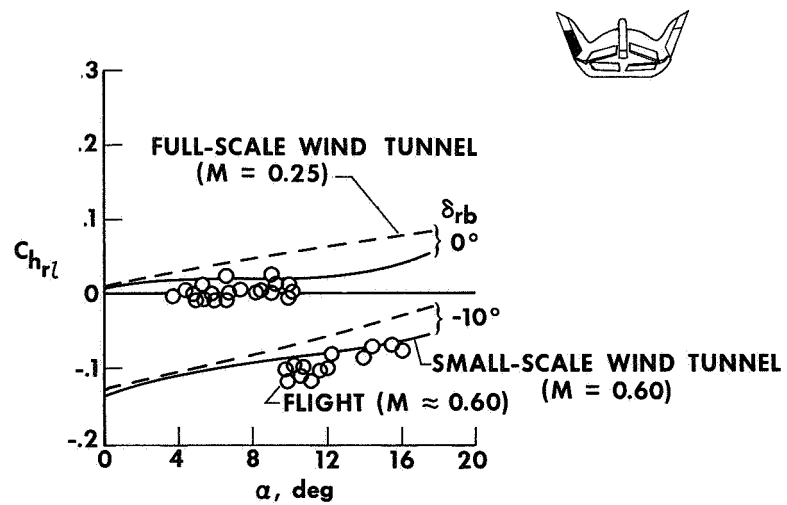 .3
.2
FULL-SCALE WIND TUNNEL
(M = 0.25)
.1
δrb
0°
Chrl
0
-10°
-.1
SMALL-SCALE WIND TUNNEL
(M = 0.60)
FLIGHT (M ≈ 0.60)
-.2
0 4 8 12 16 20
α, deg